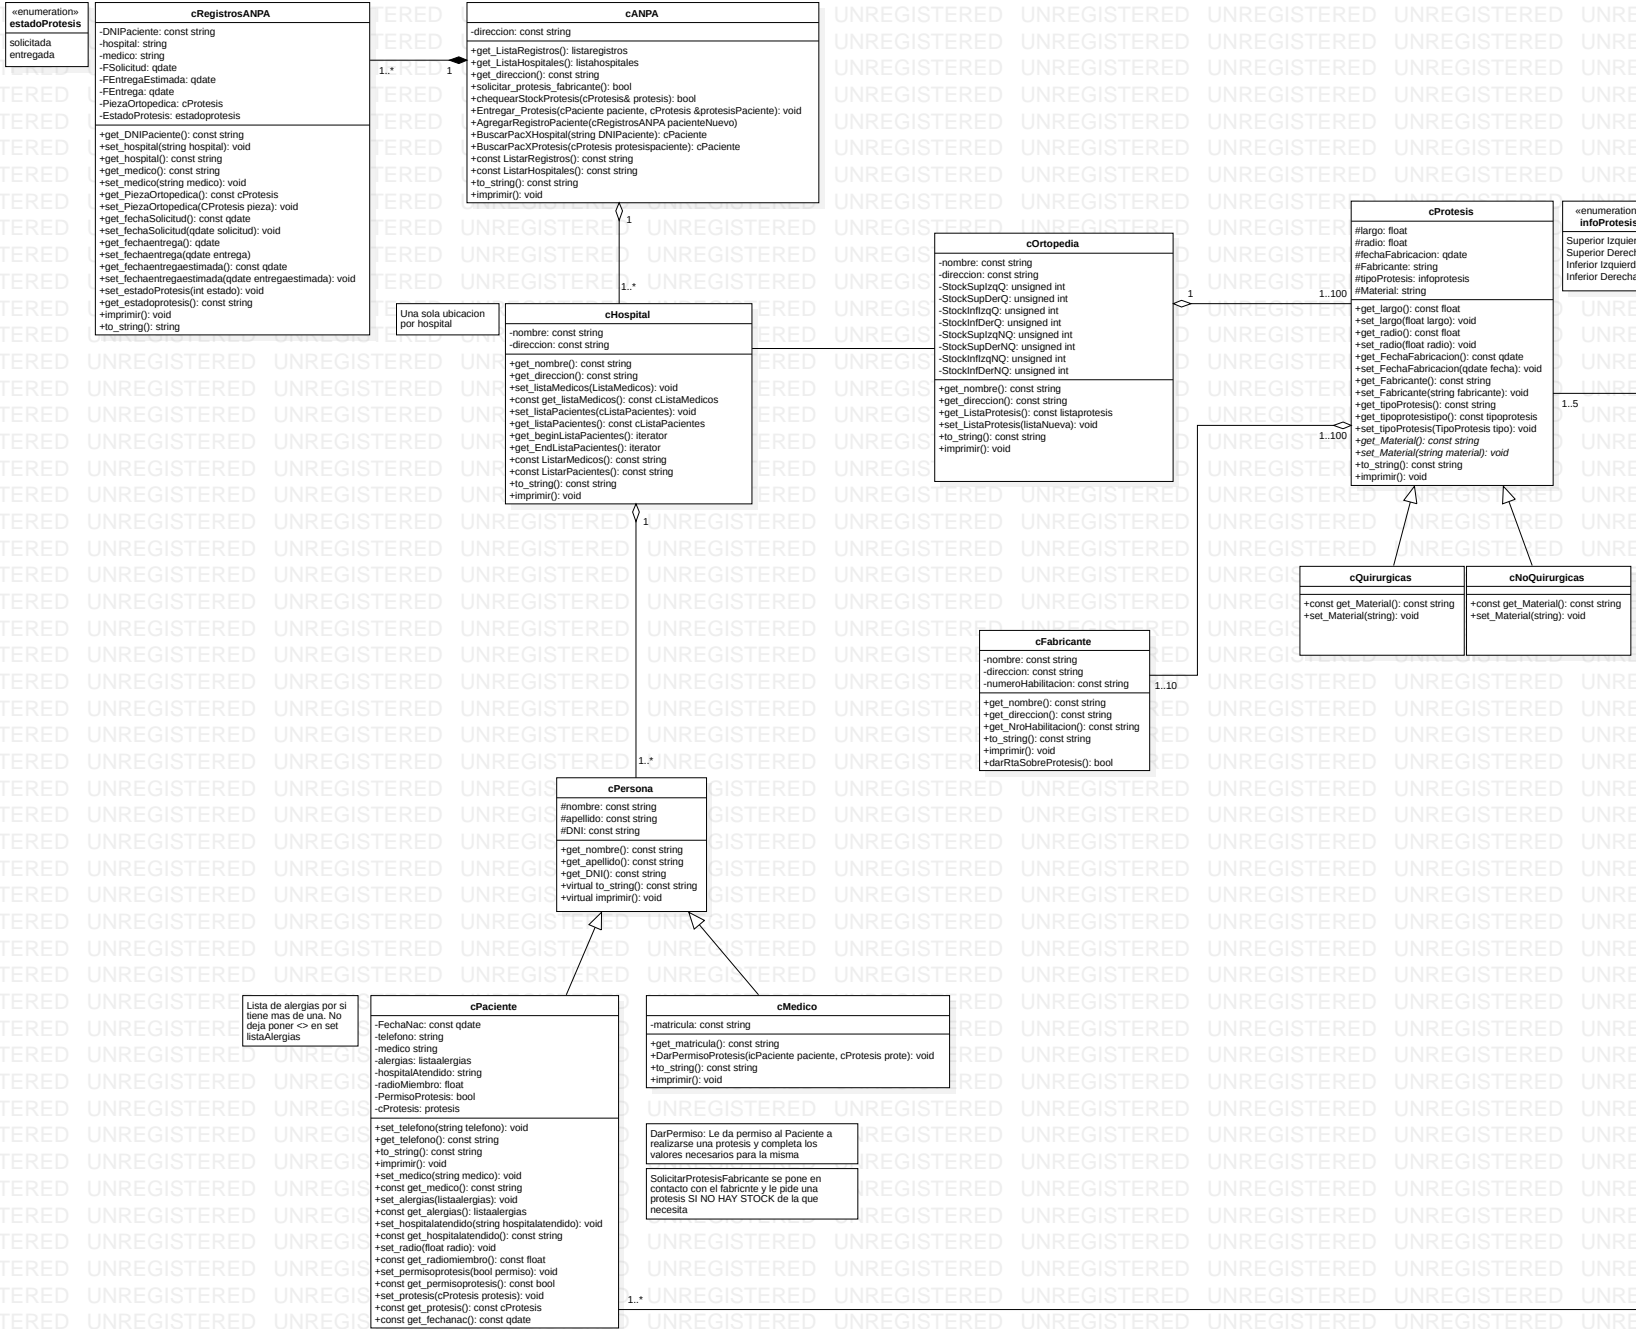 «enumeration»
estadoProtesis
solicitada
entregada
cRegistrosANPA
-DNIPaciente: const string
-hospital: string
-medico: string
-FSolicitud: qdate
-FEntregaEstimada: qdate
-FEntrega: qdate
-PiezaOrtopedica: cProtesis
-EstadoProtesis: estadoprotesis
+get_DNIPaciente(): const string
+set_hospital(string hospital): void
+get_hospital(): const string
+get_medico(): const string
+set_medico(string medico): void
+get_PiezaOrtopedica(): const cProtesis
+set_PiezaOrtopedica(CProtesis pieza): void
+get_fechaSolicitud(): const qdate
+set_fechaSolicitud(qdate solicitud): void
+get_fechaentrega(): qdate
+set_fechaentrega(qdate entrega)
+get_fechaentregaestimada(): const qdate
+set_fechaentregaestimada(qdate entregaestimada): void
+set_estadoProtesis(int estado): void
+get_estadoprotesis(): const string
+imprimir(): void
+to_string(): string
1..*
1
cANPA
-direccion: const string
+get_ListaRegistros(): listaregistros
+get_ListaHospitales(): listahospitales
+get_direccion(): const string
+solicitar_protesis_fabricante(): bool
+chequearStockProtesis(cProtesis& protesis): bool
+Entregar_Protesis(cPaciente paciente, cProtesis &protesisPaciente): void
+AgregarRegistroPaciente(cRegistrosANPA pacienteNuevo)
+BuscarPacXHospital(string DNIPaciente): cPaciente
+BuscarPacXProtesis(cProtesis protesispaciente): cPaciente
+const ListarRegistros(): const string
+const ListarHospitales(): const string
+to_string(): const string
+imprimir(): void
1
1..*
Una sola ubicacion
por hospital
cHospital
-nombre: const string
-direccion: const string
+get_nombre(): const string
+get_direccion(): const string
+set_listaMedicos(ListaMedicos): void
+const get_listaMedicos(): const cListaMedicos
+set_listaPacientes(cListaPacientes): void
+get_listaPacientes(): const cListaPacientes
+get_beginListaPacientes(): iterator
+get_EndListaPacientes(): iterator
+const ListarMedicos(): const string
+const ListarPacientes(): const string
+to_string(): const string
+imprimir(): void
1
1..*
cOrtopedia
-nombre: const string
-direccion: const string
-StockSupIzqQ: unsigned int
-StockSupDerQ: unsigned int
-StockInfIzqQ: unsigned int
-StockInfDerQ: unsigned int
-StockSupIzqNQ: unsigned int
-StockSupDerNQ: unsigned int
-StockInfIzqNQ: unsigned int
-StockInfDerNQ: unsigned int
+get_nombre(): const string
+get_direccion(): const string
+get_ListaProtesis(): const listaprotesis
+set_ListaProtesis(listaNueva): void
+to_string(): const string
+imprimir(): void
1
1..100
cProtesis
#largo: float
#radio: float
#fechaFabricacion: qdate
#Fabricante: string
#tipoProtesis: infoprotesis
#Material: string
+get_largo(): const float
+set_largo(float largo): void
+get_radio(): const float
+set_radio(float radio): void
+get_FechaFabricacion(): const qdate
+set_FechaFabricacion(qdate fecha): void
+get_Fabricante(): const string
+set_Fabricante(string fabricante): void
+get_tipoProtesis(): const string
+get_tipoprotesistipo(): const tipoprotesis
+set_tipoProtesis(TipoProtesis tipo): void
+get_Material(): const string
+set_Material(string material): void
+to_string(): const string
+imprimir(): void
1..100
1..5
«enumeration
infoProtesis
Superior Izquier
Superior Derech
Inferior Izquierd
Inferior Derecha
cQuirurgicas
+const get_Material(): const string
+set_Material(string): void
cNoQuirurgicas
+const get_Material(): const string
+set_Material(string): void
cFabricante
-nombre: const string
-direccion: const string
-numeroHabilitacion: const string
+get_nombre(): const string
+get_direccion(): const string
+get_NroHabilitacion(): const string
+to_string(): const string
+imprimir(): void
+darRtaSobreProtesis(): bool
1..10
cPersona
#nombre: const string
#apellido: const string
#DNI: const string
+get_nombre(): const string
+get_apellido(): const string
+get_DNI(): const string
+virtual to_string(): const string
+virtual imprimir(): void
Lista de alergias por si
tiene mas de una. No
deja poner <> en set
listaAlergias
cPaciente
-FechaNac: const qdate
-telefono: string
-medico string
-alergias: listaalergias
-hospitalAtendido: string
-radioMiembro: float
-PermisoProtesis: bool
-cProtesis: protesis
+set_telefono(string telefono): void
+get_telefono(): const string
+to_string(): const string
+imprimir(): void
+set_medico(string medico): void
+const get_medico(): const string
+set_alergias(listaalergias): void
+const get_alergias(): listaalergias
+set_hospitalatendido(string hospitalatendido): void
+const get_hospitalatendido(): const string
+set_radio(float radio): void
+const get_radiomiembro(): const float
+set_permisoprotesis(bool permiso): void
+const get_permisoprotesis(): const bool
+set_protesis(cProtesis protesis): void
+const get_protesis(): const cProtesis
+const get_fechanac(): const qdate
1..*
cMedico
-matricula: const string
+get_matricula(): const string
+DarPermisoProtesis(icPaciente paciente, cProtesis prote): void
+to_string(): const string
+imprimir(): void
DarPermiso: Le da permiso al Paciente a
realizarse una protesis y completa los
valores necesarios para la misma
SolicitarProtesisFabricante se pone en
contacto con el fabricnte y le pide una
protesis SI NO HAY STOCK de la que
necesita